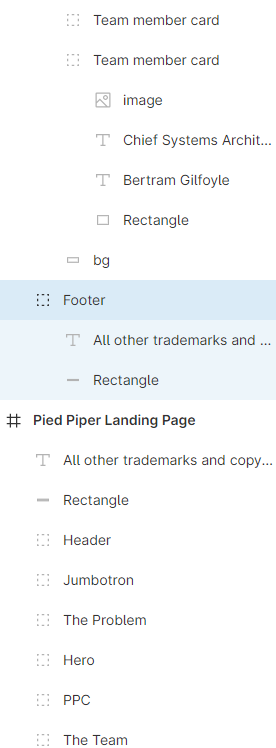 Team member card
Team member card
image
Chief Systems Archit...
Bertram Gilfoyle
Rectangle
bg
Footer
All other trademarks and ...
Rectangle
Pied Piper Landing Page
All other trademarks and copy...
Rectangle
Header
Jumbotron
The Problem
Hero
PPC
The Team